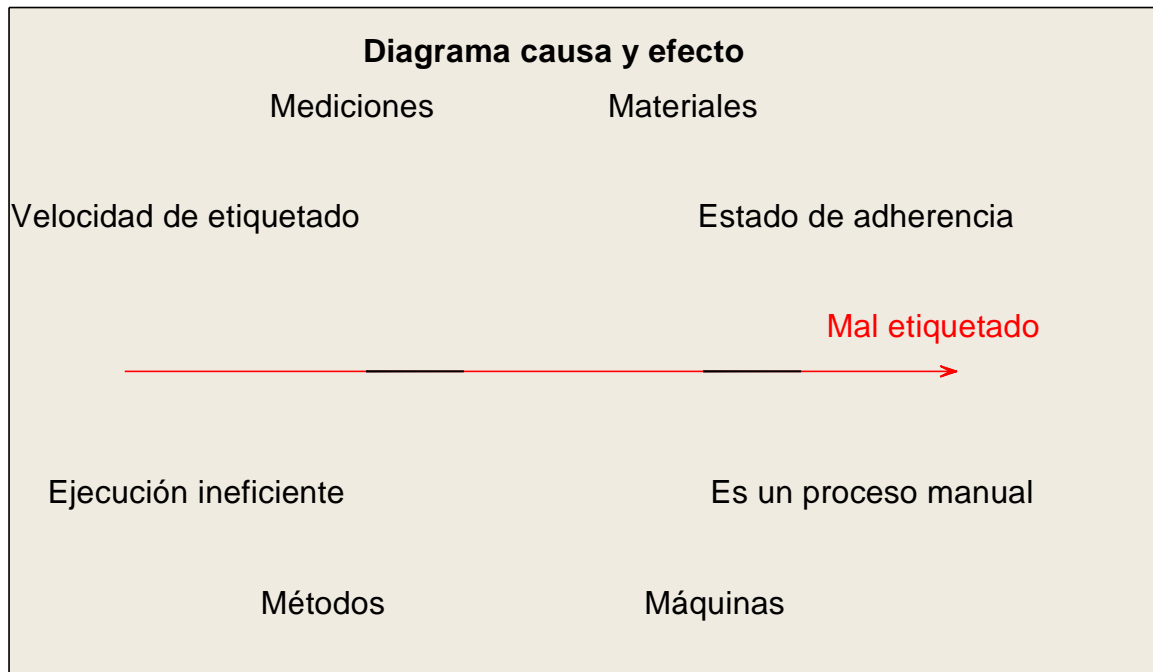 Diagrama causa y efecto
Mediciones
Materiales
Velocidad de etiquetado
Estado de adherencia
Mal etiquetado
Ejecución ineficiente
Es un proceso manual
Métodos
Máquinas